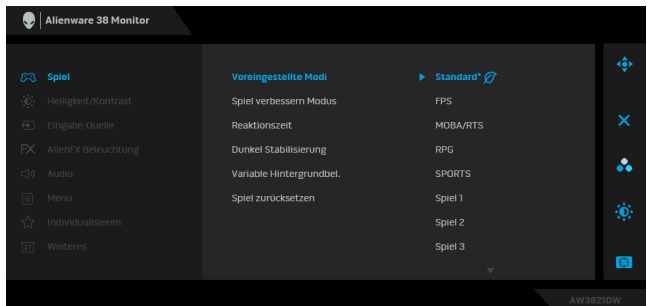 Alienware 38 Monitor
Spiel
Voreingestellte Modi
Standard*
Helligkeit/Kontrast
Spiel verbessern Modus
FPS
Eingabe-Quelle
Reaktionszeit
MOBA/RTS
FX AlienFX Beleuchtung
Dunkel Stabilisierung
RPG
Audio
Variable Hintergrundbel.
SPORTS
Menü
Spiel zurücksetzen
Spiel 1
Individualisieren
Spiel 2
Weiteres
Spiel 3
AW3821DW